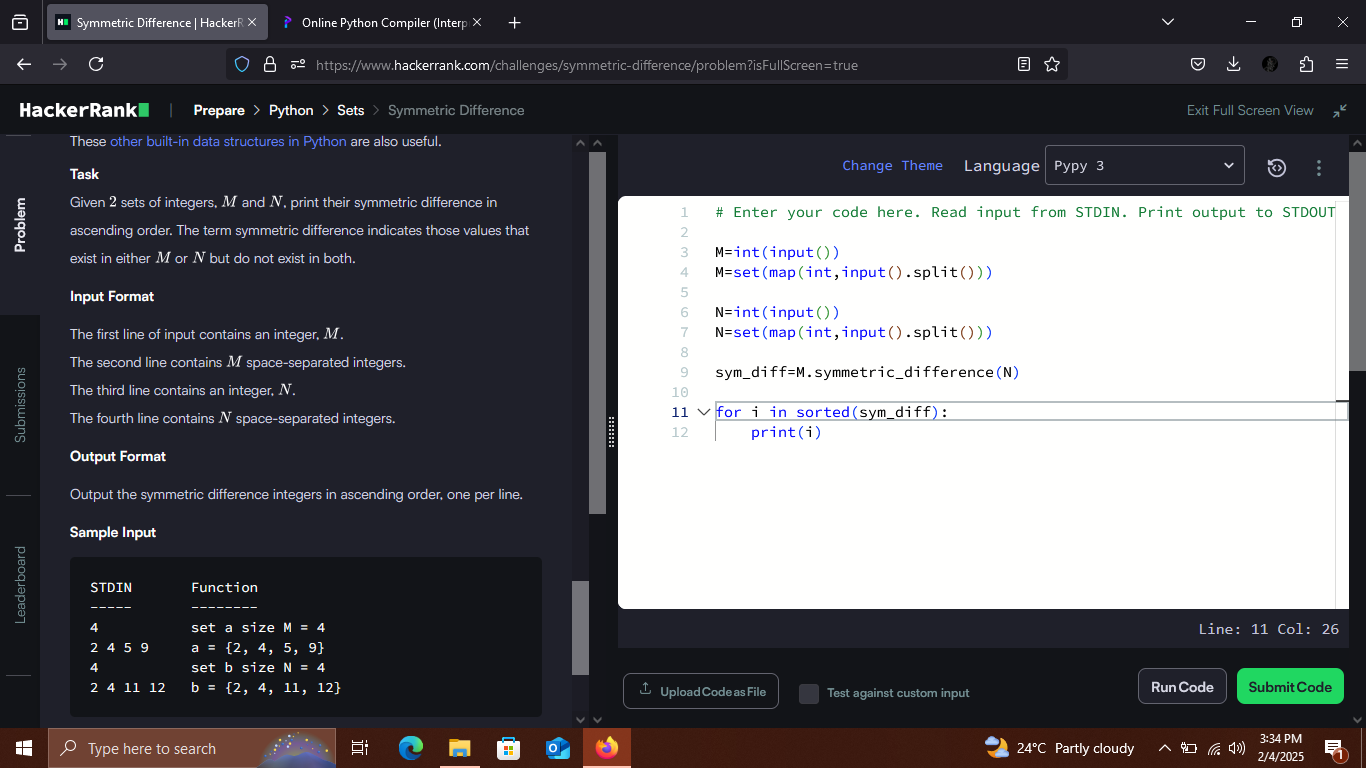 Symmetric Difference | HackerR
Online Python Compiler (Interp
https://www.hackerrank.com/challenges/symmetric-difference/problem?isFullScreen=true
HackerRank | Prepare > Python > Sets > Symmetric Difference
Exit Full Screen View
Problem
Submissions
Leaderboard
These other built-in data structures in Python are also useful.
Task
Given 2 sets of integers, M and N, print their symmetric difference in
ascending order. The term symmetric difference indicates those values that
exist in either M or N but do not exist in both.
Input Format
The first line of input contains an integer, M.
The second line contains M space-separated integers.
The third line contains an integer, N.
The fourth line contains N space-separated integers.
Output Format
Output the symmetric difference integers in ascending order, one per line.
Sample Input
STDIN       Function
-----       --------
4           set a size M = 4
2 4 5 9     a = {2, 4, 5, 9}
4           set b size N = 4
2 4 11 12   b = {2, 4, 11, 12}
Change Theme Language Pypy 3
1 # Enter your code here. Read input from STDIN. Print output to STDOUT
2
3 M=int(input())
4 M=set(map(int,input().split()))
5
6 N=int(input())
7 N=set(map(int,input().split()))
8
9 sym_diff=M.symmetric_difference(N)
10
11 for i in sorted(sym_diff):
12     print(i)
Line: 11 Col: 26
Upload Code as File
Test against custom input
Run Code
Submit Code
Type here to search
24°C Partly cloudy
3:34 PM
2/4/2025
1